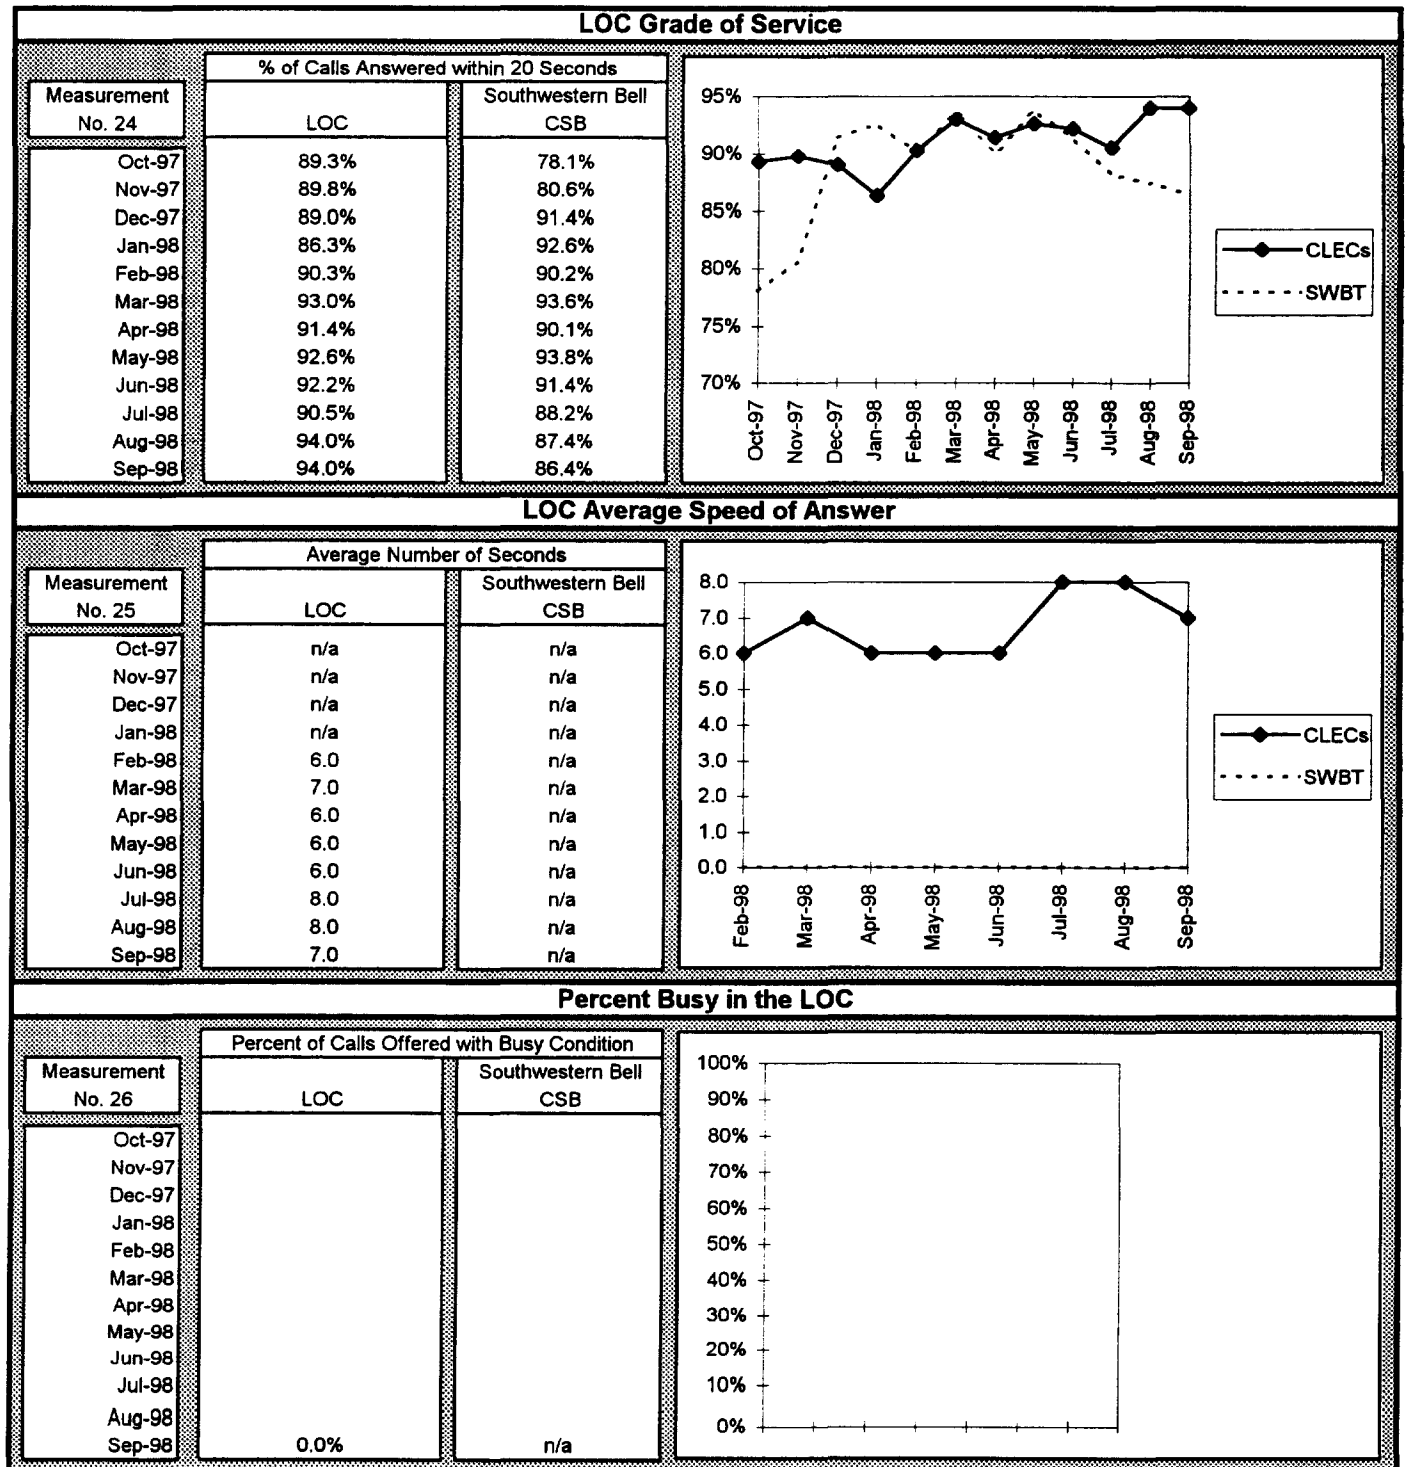 LOC Grade of Service
% of Calls Answered within 20 Seconds
Measurement Southwestern Bell
No. 24 LOC CSB
Oct-97 89.3% 78.1%
Nov-97 89.8% 80.6%
Dec-97 89.0% 91.4%
Jan-98 86.3% 92.6%
Feb-98 90.3% 90.2%
Mar-98 93.0% 93.6%
Apr-98 91.4% 90.1%
May-98 92.6% 93.8%
Jun-98 92.2% 91.4%
Jul-98 90.5% 88.2%
Aug-98 94.0% 87.4%
Sep-98 94.0% 86.4%
95%
90%
85%
80%
75%
70%
Oct-97 Nov-97 Dec-97 Jan-98 Feb-98 Mar-98 Apr-98 May-98 Jun-98 Jul-98 Aug-98 Sep-98
CLECs
SWBT
LOC Average Speed of Answer
Average Number of Seconds
Measurement Southwestern Bell
No. 25 LOC CSB
Oct-97 n/a n/a
Nov-97 n/a n/a
Dec-97 n/a n/a
Jan-98 n/a n/a
Feb-98 6.0 n/a
Mar-98 7.0 n/a
Apr-98 6.0 n/a
May-98 6.0 n/a
Jun-98 6.0 n/a
Jul-98 8.0 n/a
Aug-98 8.0 n/a
Sep-98 7.0 n/a
8.0
7.0
6.0
5.0
4.0
3.0
2.0
1.0
0.0
Feb-98 Mar-98 Apr-98 May-98 Jun-98 Jul-98 Aug-98 Sep-98
CLECs
SWBT
Percent Busy in the LOC
Percent of Calls Offered with Busy Condition
Measurement Southwestern Bell
No. 26 LOC CSB
Oct-97
Nov-97
Dec-97
Jan-98
Feb-98
Mar-98
Apr-98
May-98
Jun-98
Jul-98
Aug-98
Sep-98 0.0% n/a
100%
90%
80%
70%
60%
50%
40%
30%
20%
10%
0%